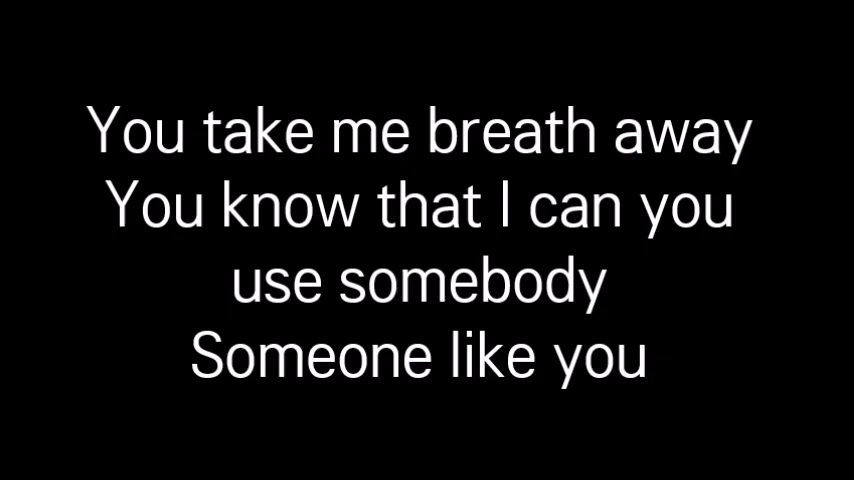 You take me breath away
You know that I can you
use somebody
Someone like you